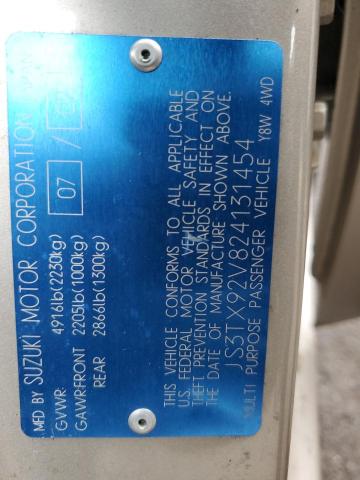 MFD BY SUZUKI MOTOR CORPORATION
07 /
GVWR: 4916lb(2230kg)
GAWR:FRONT 2205lb(1000kg)
REAR 2866lb(1300kg)
THIS VEHICLE CONFORMS TO ALL APPLICABLE
U.S. FEDERAL MOTOR VEHICLE SAFETY AND
THEFT PREVENTION STANDARDS IN EFFECT ON
THE DATE OF MANUFACTURE SHOWN ABOVE.
JS3TX92V824131454
MULTI PURPOSE PASSENGER VEHICLE Y8W 4WD